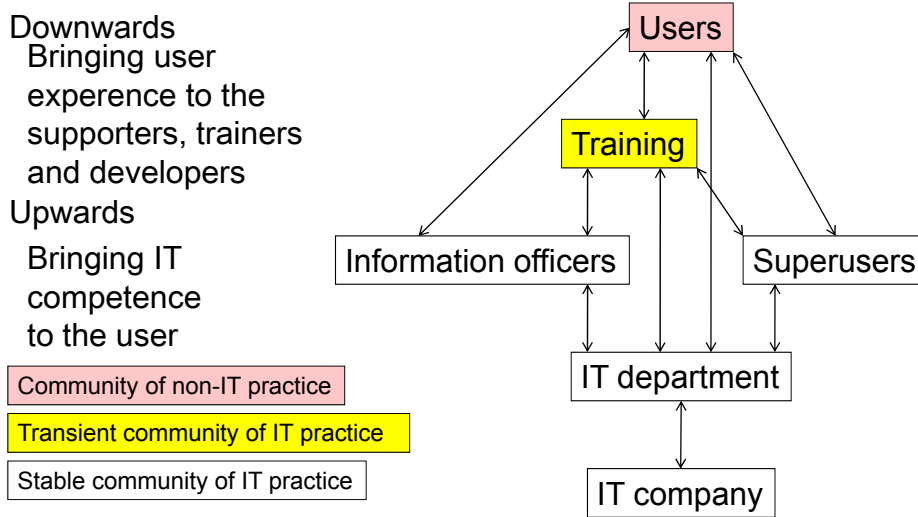 Downwards
Bringing user
experence to the
supporters, trainers
and developers
Upwards
Bringing IT
competence
to the user
Community of non-IT practice
Transient community of IT practice
Stable community of IT practice
Users
Training
Information officers
Superusers
IT department
IT company